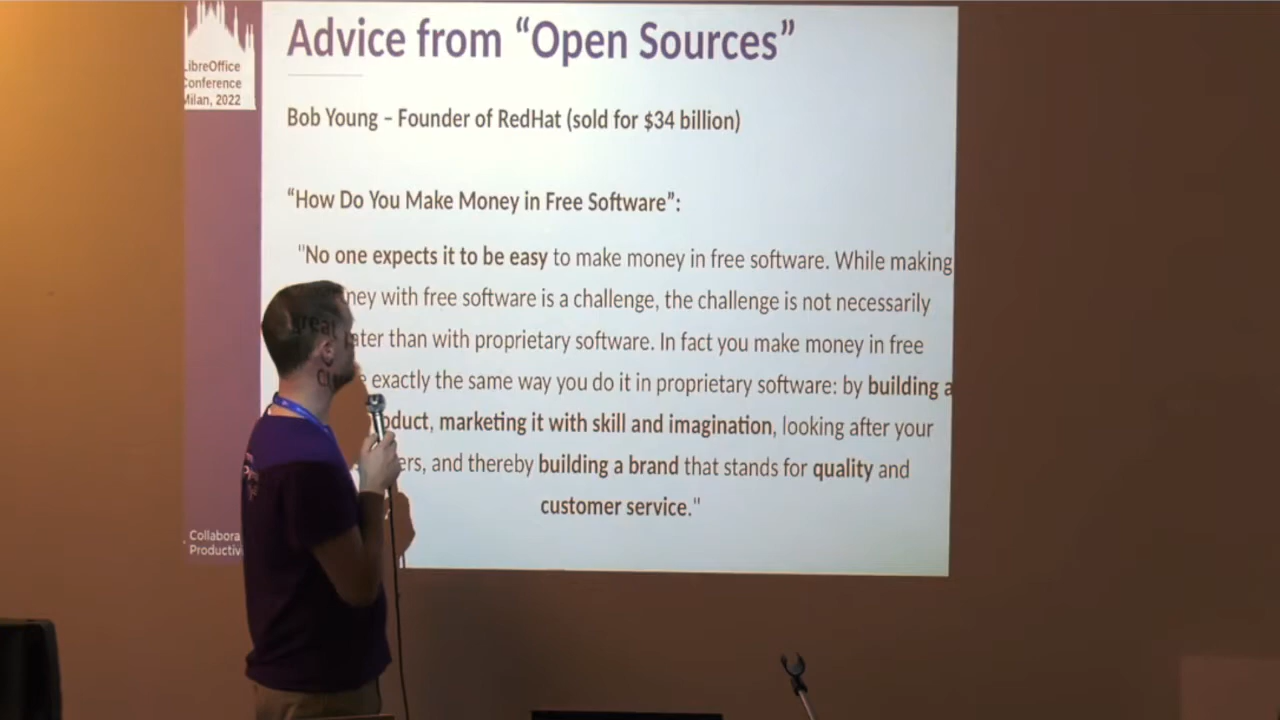 LibreOffice
Conference
Milan, 2022
Advice from “Open Sources”
Bob Young – Founder of RedHat (sold for $34 billion)
“How Do You Make Money in Free Software”:
"No one expects it to be easy to make money in free software. While making
ney with free software is a challenge, the challenge is not necessarily
great ater than with proprietary software. In fact you make money in free
exactly the same way you do it in proprietary software: by building a
oduct, marketing it with skill and imagination, looking after your
ers, and thereby building a brand that stands for quality and
customer service."
Collabora
Productiv